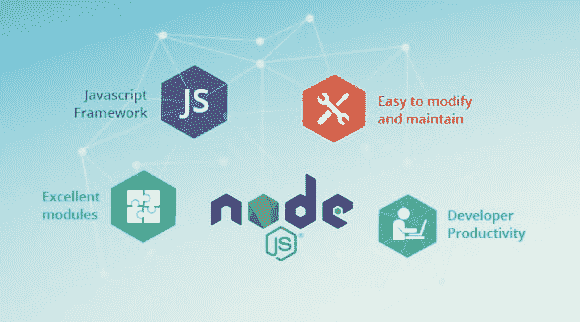 Javascript
Framework
JS
Easy to modify
and maintain
Excellent
modules
node
JS®
Developer
Productivity